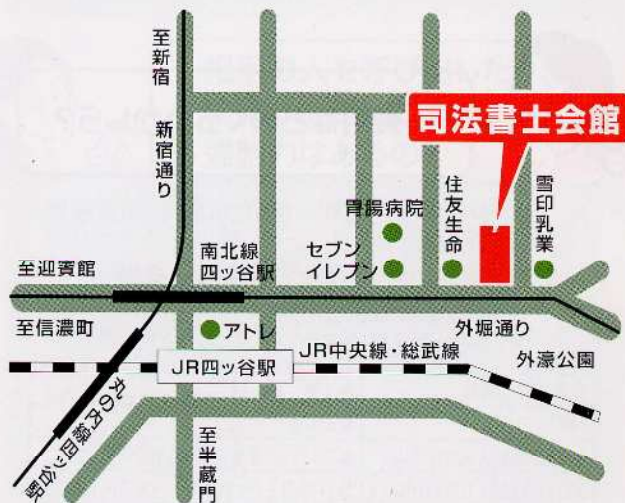 至新宿
新宿通り
司法書士会館
胃腸病院
住友生命
雪印乳業
南北線
四ッ谷駅
セブン
イレブン
至迎賓館
至信濃町
アトレ
外堀通り
JR中央線・総武線
外濠公園
JR四ッ谷駅
丸の内線四ッ谷駅
至半蔵門